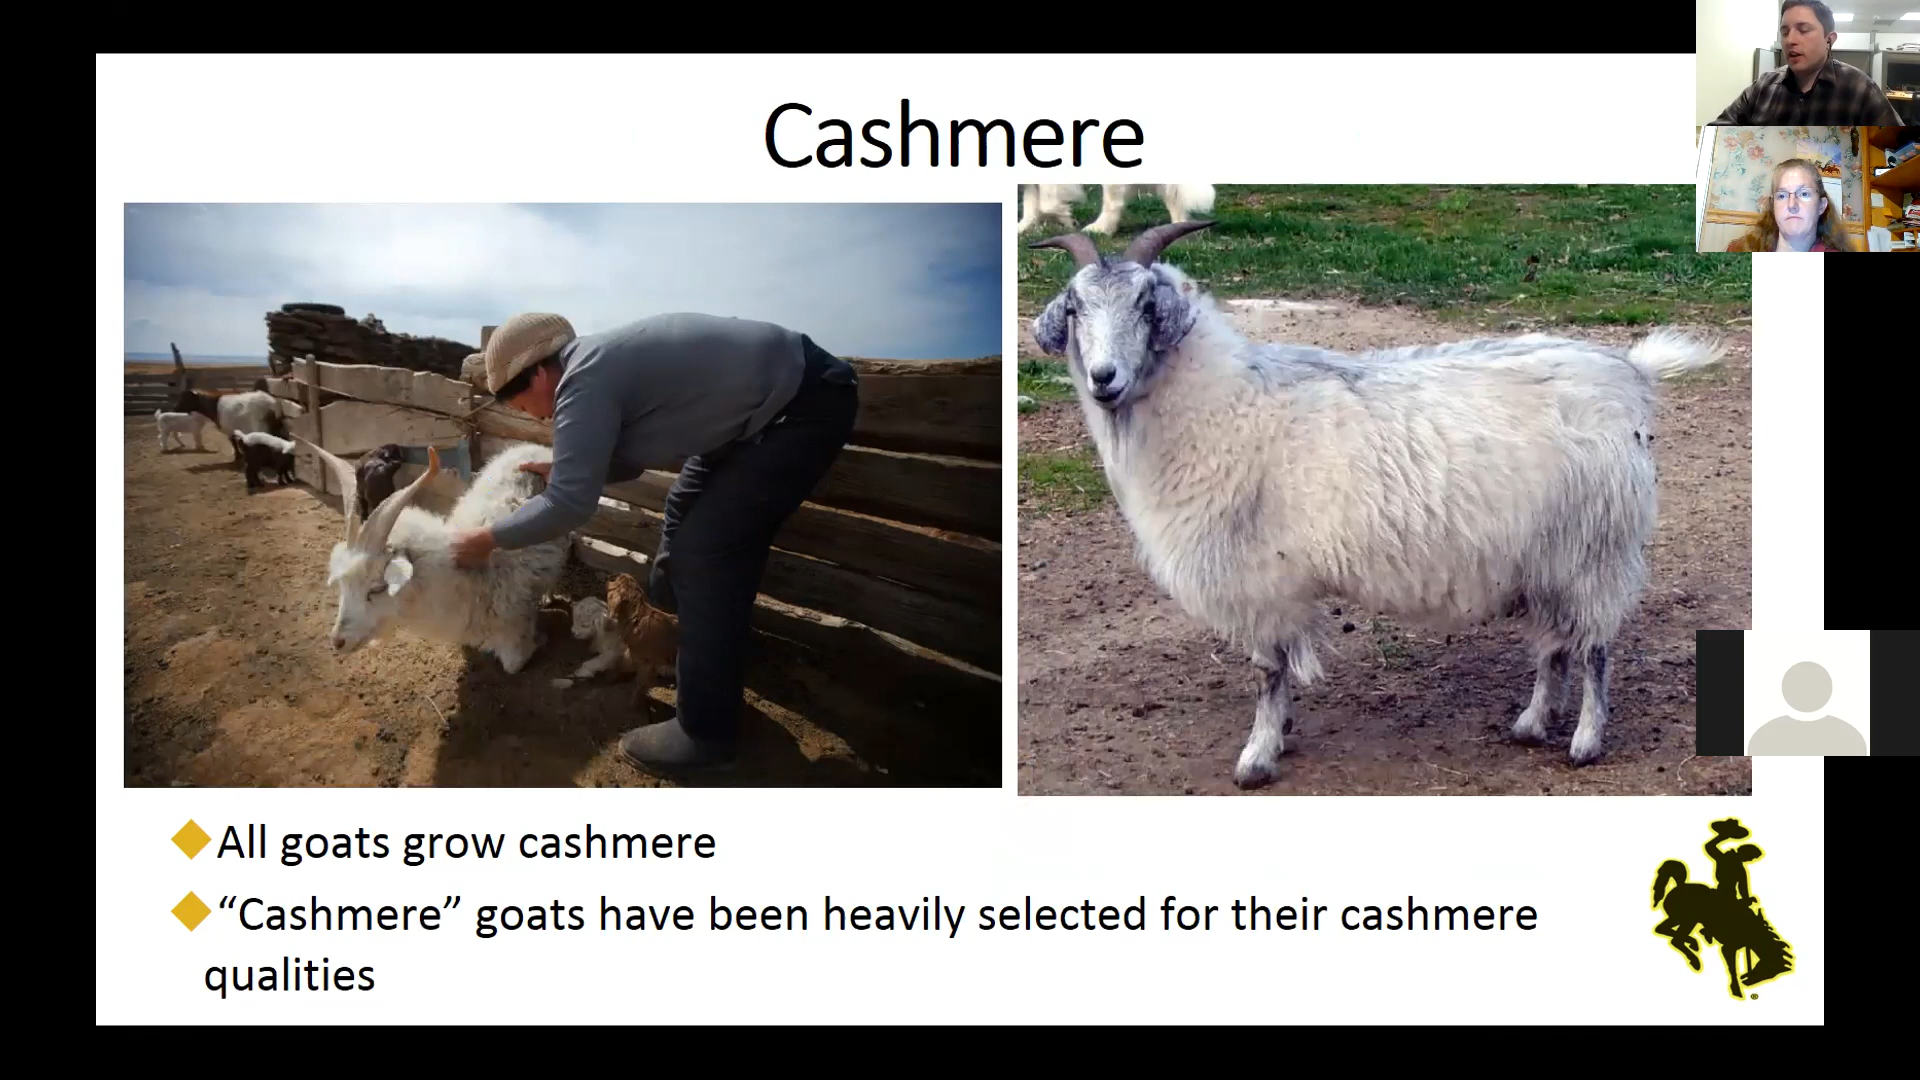 Cashmere
All goats grow cashmere
“Cashmere” goats have been heavily selected for their cashmere
qualities